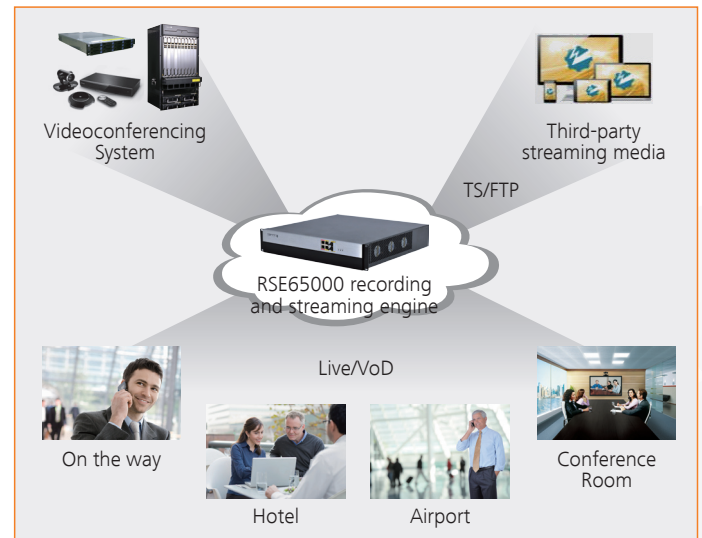 Videoconferencing
System
Third-party
streaming media
TS/FTP
RSE65000 recording
and streaming engine
Live/VoD
On the way
Hotel
Airport
Conference
Room